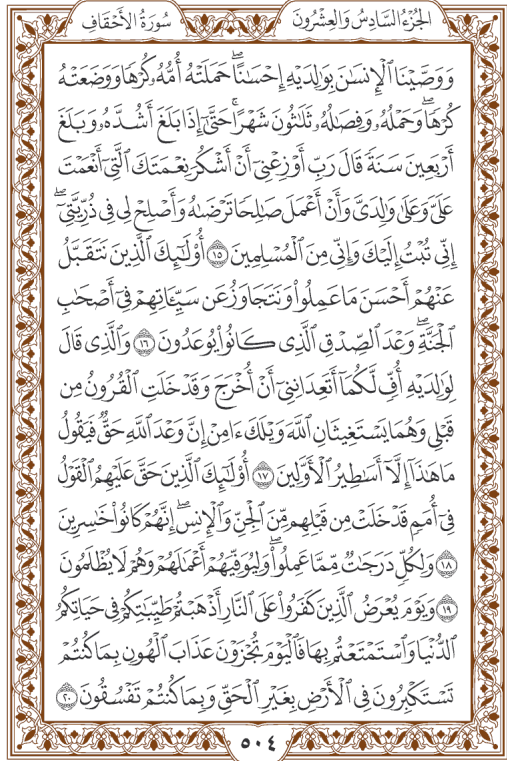 الجُزْءُ السَّادِسُ وَالعِشْرُونَ سُورَةُ الأَحْقَافِ
وَوَصَّيْنَا ٱلْإِنسَٰنَ بِوَٰلِدَيْهِ إِحْسَٰنًا ۖ حَمَلَتْهُ أُمُّهُۥ كُرْهًا وَوَضَعَتْهُ
كُرْهًا ۖ وَحَمْلُهُۥ وَفِصَٰلُهُۥ ثَلَٰثُونَ شَهْرًا ۚ حَتَّىٰٓ إِذَا بَلَغَ أَشُدَّهُۥ وَبَلَغَ
أَرْبَعِينَ سَنَةً قَالَ رَبِّ أَوْزِعْنِىٓ أَنْ أَشْكُرَ نِعْمَتَكَ ٱلَّتِىٓ أَنْعَمْتَ
عَلَىَّ وَعَلَىٰ وَٰلِدَىَّ وَأَنْ أَعْمَلَ صَٰلِحًا تَرْضَىٰهُ وَأَصْلِحْ لِى فِى ذُرِّيَّتِىٓ ۖ
إِنِّى تُبْتُ إِلَيْكَ وَإِنِّى مِنَ ٱلْمُسْلِمِينَ ١٥ أُو۟لَٰٓئِكَ ٱلَّذِينَ نَتَقَبَّلُ
عَنْهُمْ أَحْسَنَ مَا عَمِلُوا۟ وَنَتَجَاوَزُ عَن سَيِّـَٔاتِهِمْ فِىٓ أَصْحَٰبِ
ٱلْجَنَّةِ ۖ وَعْدَ ٱلصِّدْقِ ٱلَّذِى كَانُوا۟ يُوعَدُونَ ١٦ وَٱلَّذِى قَالَ
لِوَٰلِدَيْهِ أُفٍّ لَّكُمَآ أَتَعِدَانِنِىٓ أَنْ أُخْرَجَ وَقَدْ خَلَتِ ٱلْقُرُونُ مِن
قَبْلِى وَهُمَا يَسْتَغِيثَانِ ٱللَّهَ وَيْلَكَ ءَامِنْ إِنَّ وَعْدَ ٱللَّهِ حَقٌّ فَيَقُولُ
مَا هَٰذَآ إِلَّآ أَسَٰطِيرُ ٱلْأَوَّلِينَ ١٧ أُو۟لَٰٓئِكَ ٱلَّذِينَ حَقَّ عَلَيْهِمُ ٱلْقَوْلُ
فِىٓ أُمَمٍ قَدْ خَلَتْ مِن قَبْلِهِم مِّنَ ٱلْجِنِّ وَٱلْإِنسِ ۖ إِنَّهُمْ كَانُوا۟ خَٰسِرِينَ
١٨ وَلِكُلٍّ دَرَجَٰتٌ مِّمَّا عَمِلُوا۟ ۖ وَلِيُوَفِّيَهُمْ أَعْمَٰلَهُمْ وَهُمْ لَا يُظْلَمُونَ
١٩ وَيَوْمَ يُعْرَضُ ٱلَّذِينَ كَفَرُوا۟ عَلَى ٱلنَّارِ أَذْهَبْتُمْ طَيِّبَٰتِكُمْ فِى حَيَاتِكُمُ
ٱلدُّنْيَا وَٱسْتَمْتَعْتُم بِهَا فَٱلْيَوْمَ تُجْزَوْنَ عَذَابَ ٱلْهُونِ بِمَا كُنتُمْ
تَسْتَكْبِرُونَ فِى ٱلْأَرْضِ بِغَيْرِ ٱلْحَقِّ وَبِمَا كُنتُمْ تَفْسُقُونَ ٢٠
٥٠٤